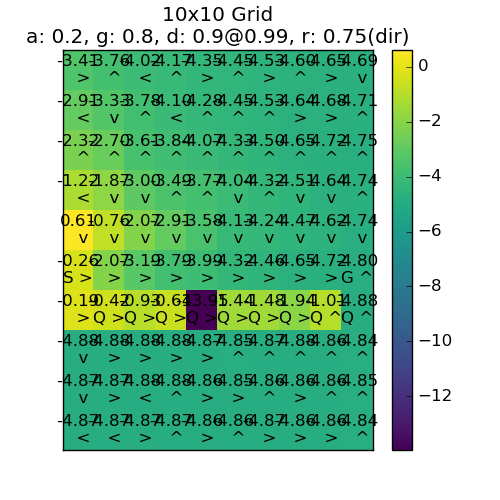 10x10 Grid
a: 0.2, g: 0.8, d: 0.9@0.99, r: 0.75(dir)
-3.41 -3.76 -4.02 -4.17 -4.35 -4.45 -4.53 -4.60 -4.65 -4.69
> ^ < ^ > ^ > ^ > v
-2.91 -3.33 -3.78 -4.10 -4.28 -4.45 -4.53 -4.64 -4.68 -4.71
< v ^ < ^ ^ ^ > > ^
-2.32 -2.70 -3.61 -3.84 -4.07 -4.33 -4.50 -4.65 -4.72 -4.75
^ ^ ^ ^ ^ ^ ^ ^ ^ ^
-1.22 -1.87 -3.00 -3.49 -3.77 -4.04 -4.32 -4.51 -4.64 -4.74
< v v ^ ^ v ^ v v ^
0.61 -0.76 -2.07 -2.91 -3.58 -4.13 -4.24 -4.47 -4.62 -4.74
v v > v > > > v v ^
-0.26 -2.07 -3.19 -3.79 -3.99 -4.32 -4.46 -4.65 -4.72 -4.80
S > > > > > > > > > G ^
-0.19 -0.93 -1.48 -1.94 -1.01 -4.88
> Q > Q > Q > Q > Q > Q > Q > Q ^ Q ^
-4.88 -4.88 -4.88 -4.88 -4.87 -4.85 -4.87 -4.88 -4.86 -4.84
v > > > > ^ ^ ^ ^ ^
-4.87 -4.87 -4.88 -4.88 -4.86 -4.85 -4.86 -4.86 -4.86 -4.85
v > > ^ > > ^ > ^ ^
-4.87 -4.87 -4.87 -4.87 -4.86 -4.86 -4.87 -4.86 -4.86 -4.84
< < > ^ > ^ > > > ^
0
−2
−4
−6
−8
−10
−12